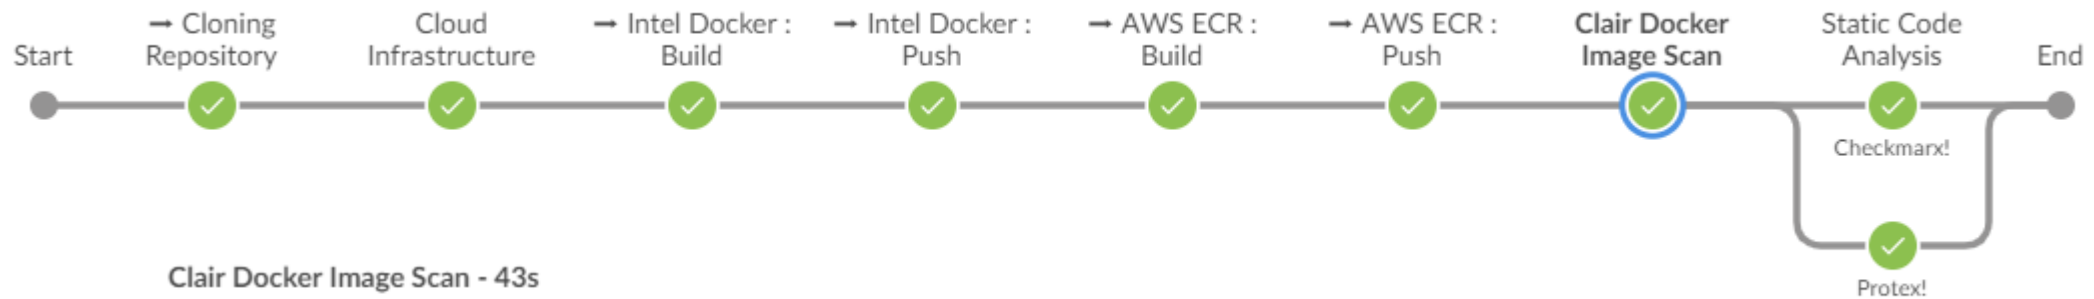 Start
→ Cloning
Repository
Cloud
Infrastructure
→ Intel Docker :
Build
→ Intel Docker :
Push
→ AWS ECR :
Build
→ AWS ECR :
Push
Clair Docker
Image Scan
Static Code
Analysis
End
Checkmarx!
Protex!
Clair Docker Image Scan - 43s